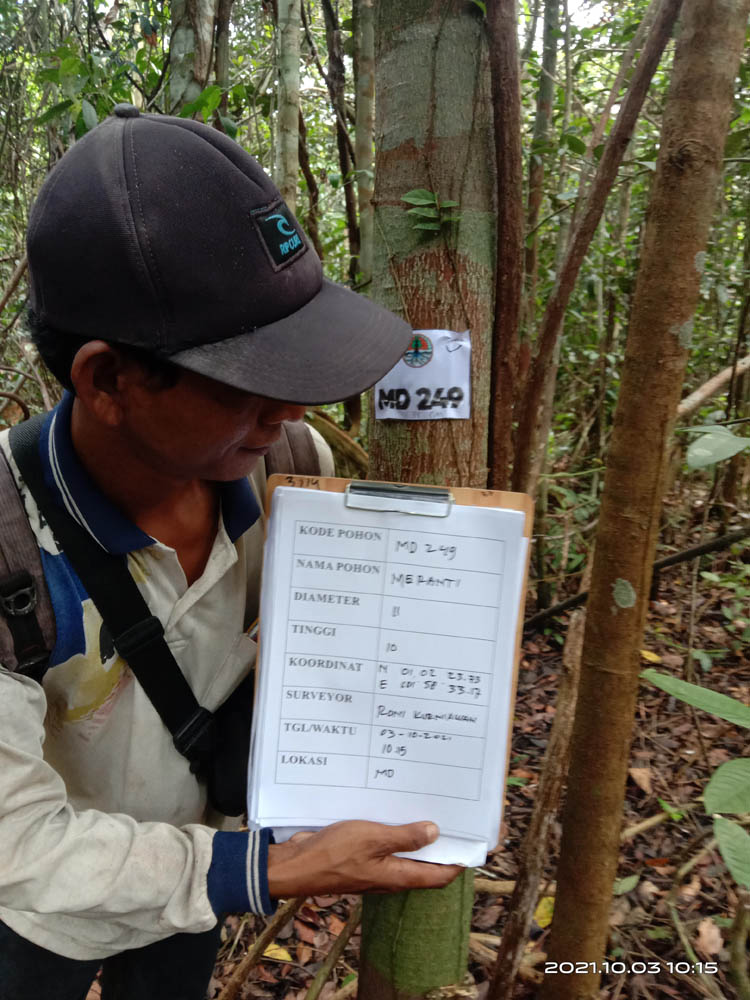 RIP CURL
MD 249
3714
KODE POHON MD 249
NAMA POHON MERANTI
DIAMETER 11
TINGGI 10
KOORDINAT N 01 02 23.73
E 101 58 33.17
SURVEYOR RONI KURNIAWAN
TGL/WAKTU 03-10-2021
10.15
LOKASI MD
2021.10.03 10:15